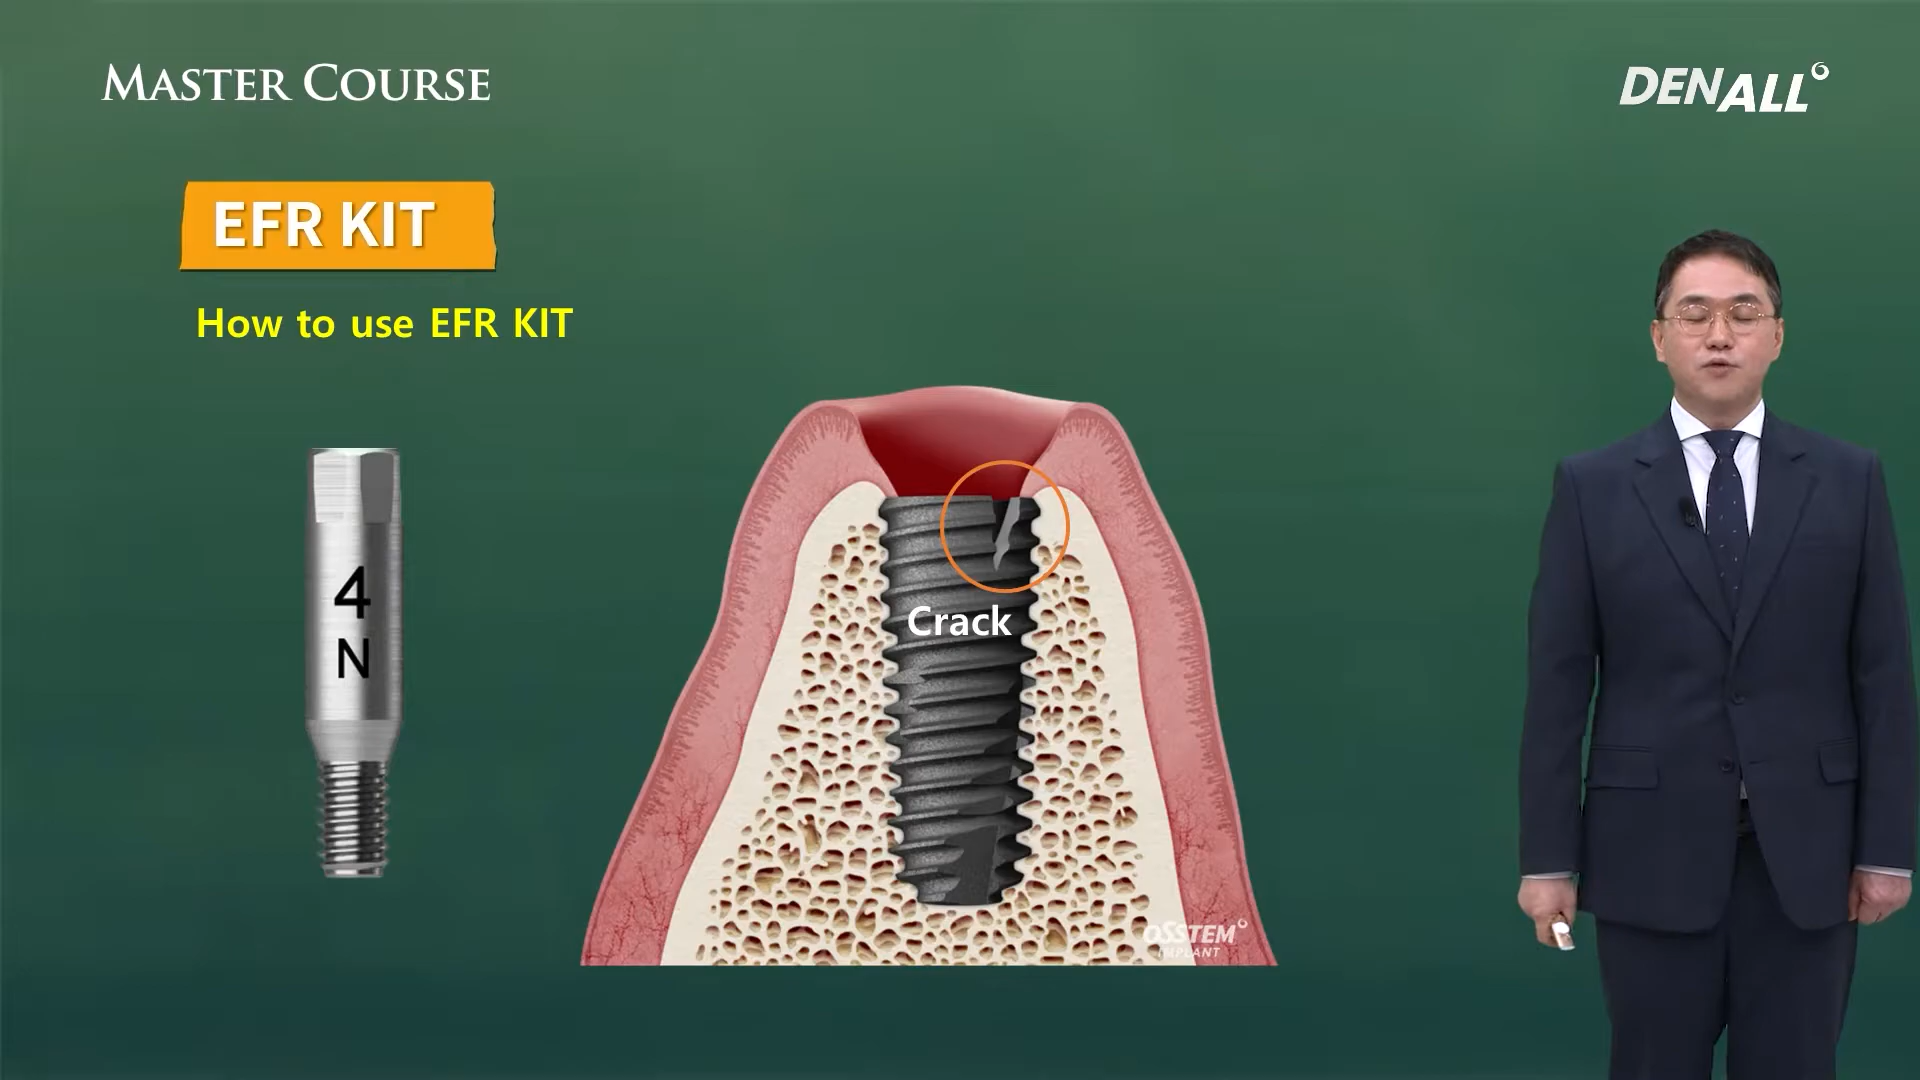 MASTER COURSE
DENALL
EFR KIT
How to use EFR KIT
4
N
Crack
OSSTEM
IMPLANT